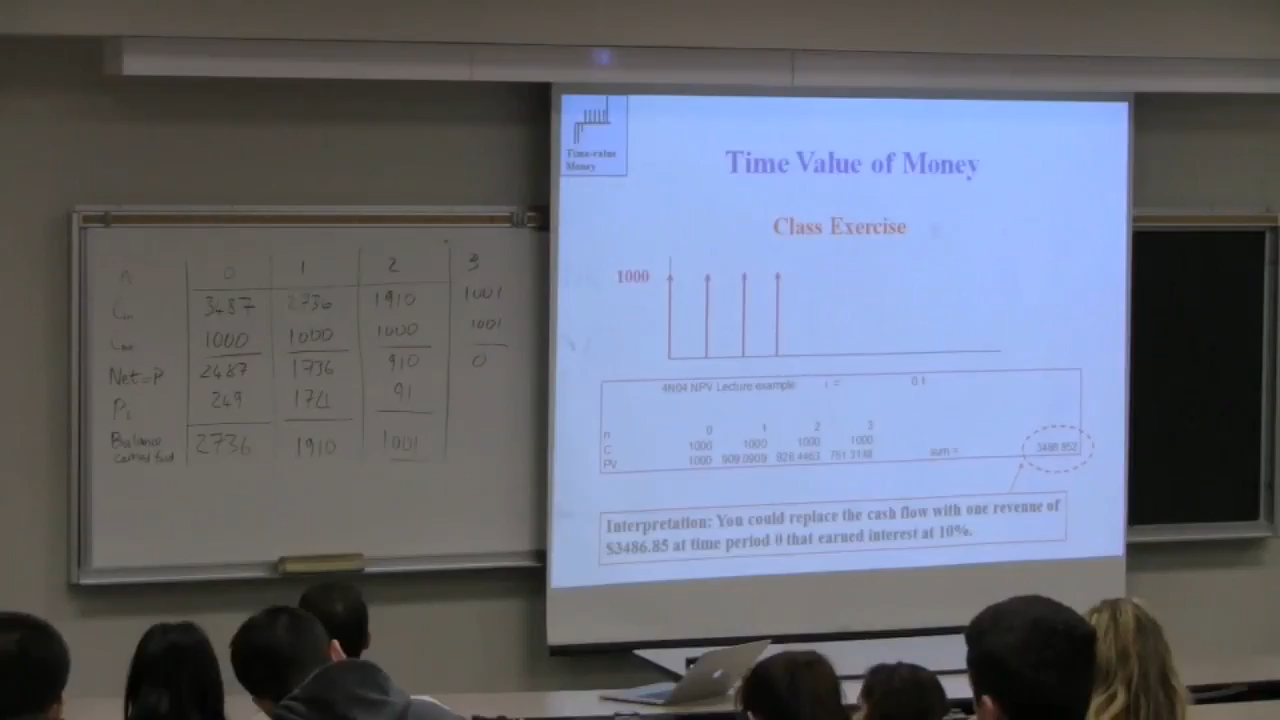 n 0 1 2 3
Cin 3487 2736 1910 1001
1000 1000 1000 1001
Net=P 2487 1736 910 0
249 174 91
Balance
carried fwd 2736 1910 1001
Time-value
Money
Time Value of Money
Class Exercise
1000
4N04 NPV Lecture example i = 0.1
n 0 1 2 3
C 1000 1000 1000 1000
PV 1000 909.0909 826.4463 751.3148 sum = 3486.852
Interpretation: You could replace the cash flow with one revenue of
$3486.85 at time period 0 that earned interest at 10%.